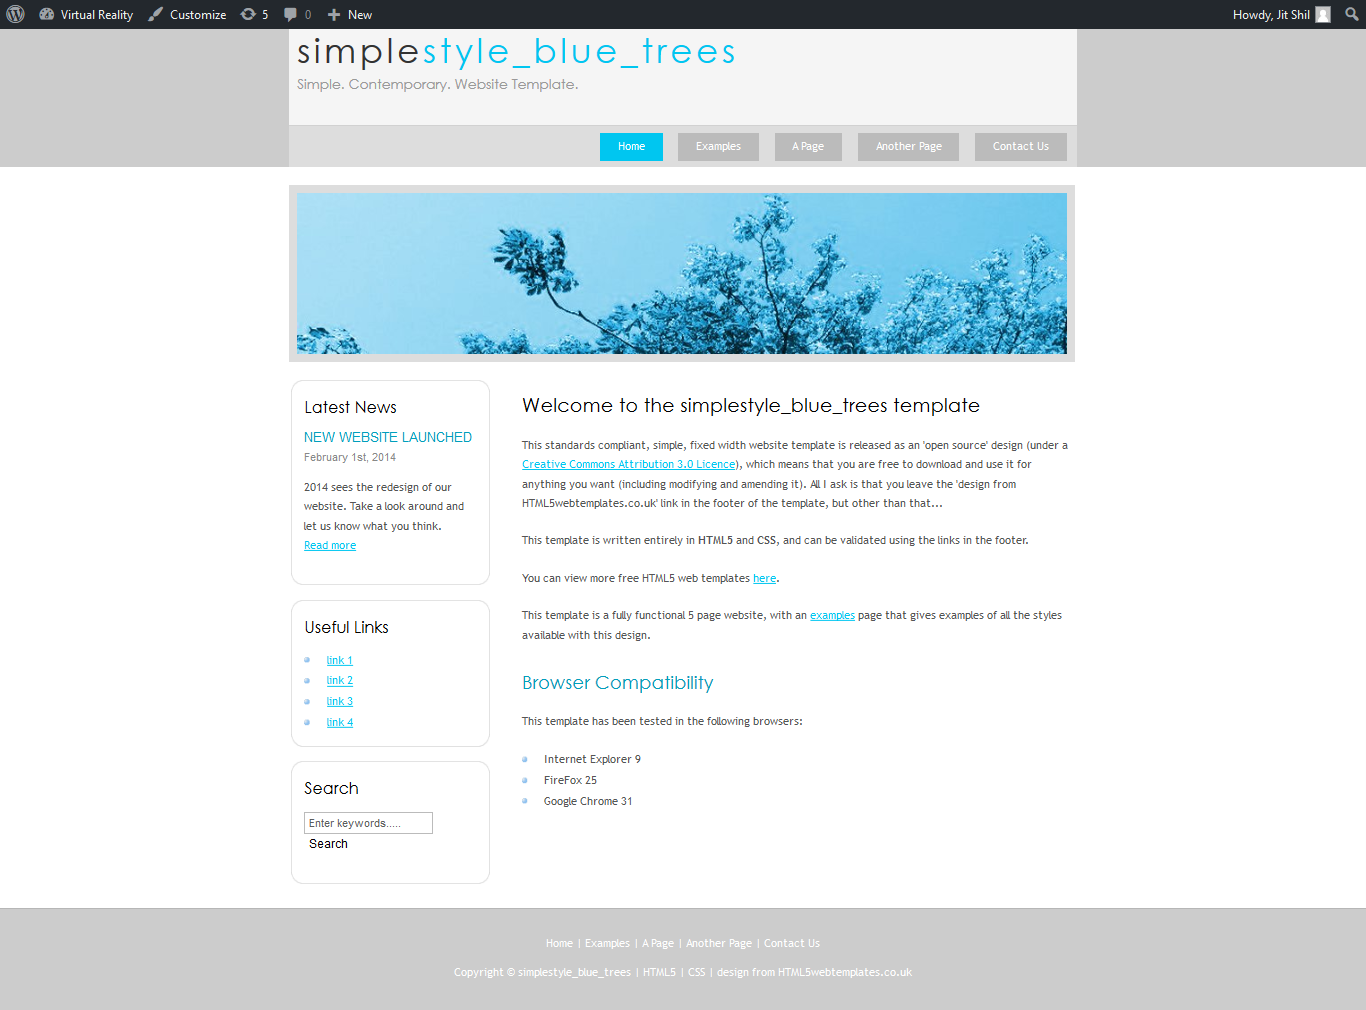 Virtual Reality Customize 5 0 New Howdy, Jit Shil
simplestyle_blue_trees
Simple. Contemporary. Website Template.
Home Examples A Page Another Page Contact Us
Latest News
NEW WEBSITE LAUNCHED
February 1st, 2014
2014 sees the redesign of our
website. Take a look around and
let us know what you think.
Read more
Useful Links
link 1
link 2
link 3
link 4
Search
Enter keywords.....
Search
Welcome to the simplestyle_blue_trees template
This standards compliant, simple, fixed width website template is released as an 'open source' design (under a
Creative Commons Attribution 3.0 Licence), which means that you are free to download and use it for
anything you want (including modifying and amending it). All I ask is that you leave the 'design from
HTML5webtemplates.co.uk' link in the footer of the template, but other than that...
This template is written entirely in HTML5 and CSS, and can be validated using the links in the footer.
You can view more free HTML5 web templates here.
This template is a fully functional 5 page website, with an examples page that gives examples of all the styles
available with this design.
Browser Compatibility
This template has been tested in the following browsers:
Internet Explorer 9
FireFox 25
Google Chrome 31
Home | Examples | A Page | Another Page | Contact Us
Copyright © simplestyle_blue_trees | HTML5 | CSS | design from HTML5webtemplates.co.uk